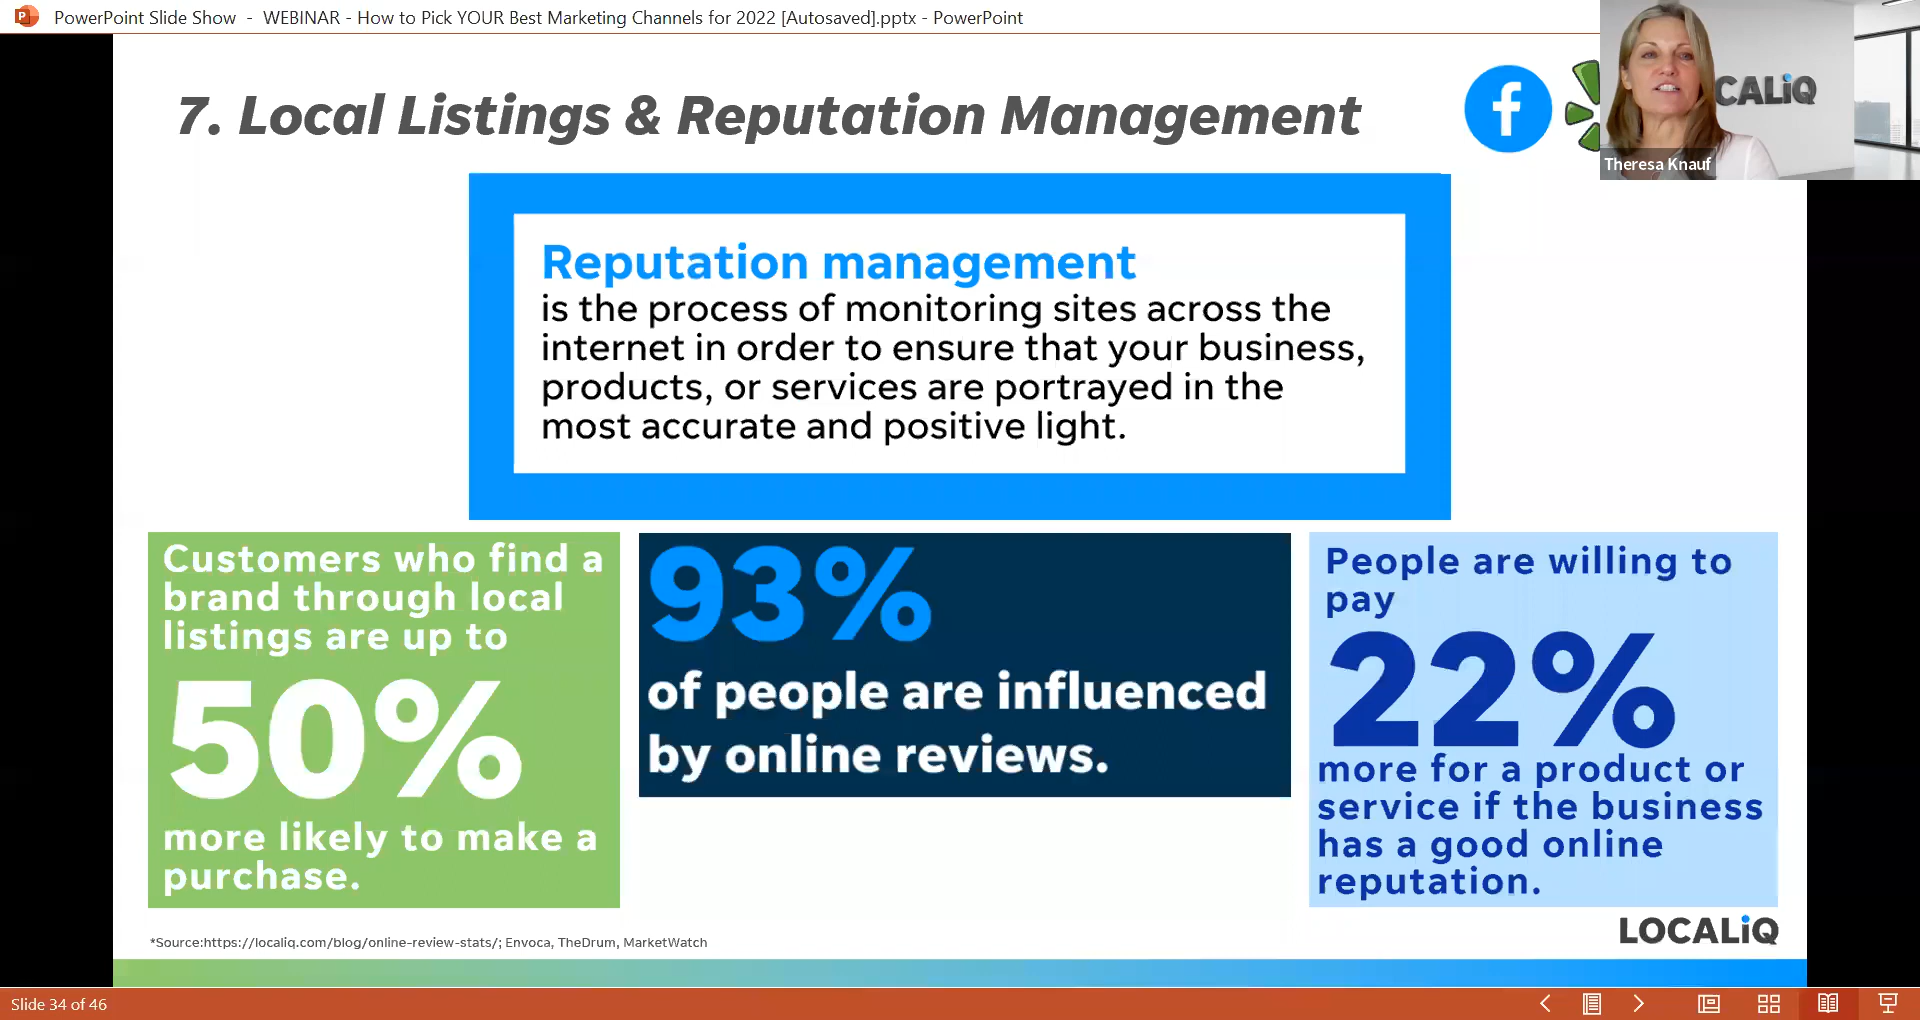 PowerPoint Slide Show - WEBINAR - How to Pick YOUR Best Marketing Channels for 2022 [Autosaved].pptx - PowerPoint
7. Local Listings & Reputation Management
f
CALiQ
Theresa Knauf
Reputation management
is the process of monitoring sites across the
internet in order to ensure that your business,
products, or services are portrayed in the
most accurate and positive light.
Customers who find a
brand through local
listings are up to
50%
more likely to make a
purchase.
93%
of people are influenced
by online reviews.
People are willing to
pay
22%
more for a product or
service if the business
has a good online
reputation.
LOCALiQ
*Source:https://localiq.com/blog/online-review-stats/; Envoca, TheDrum, MarketWatch
Slide 34 of 46